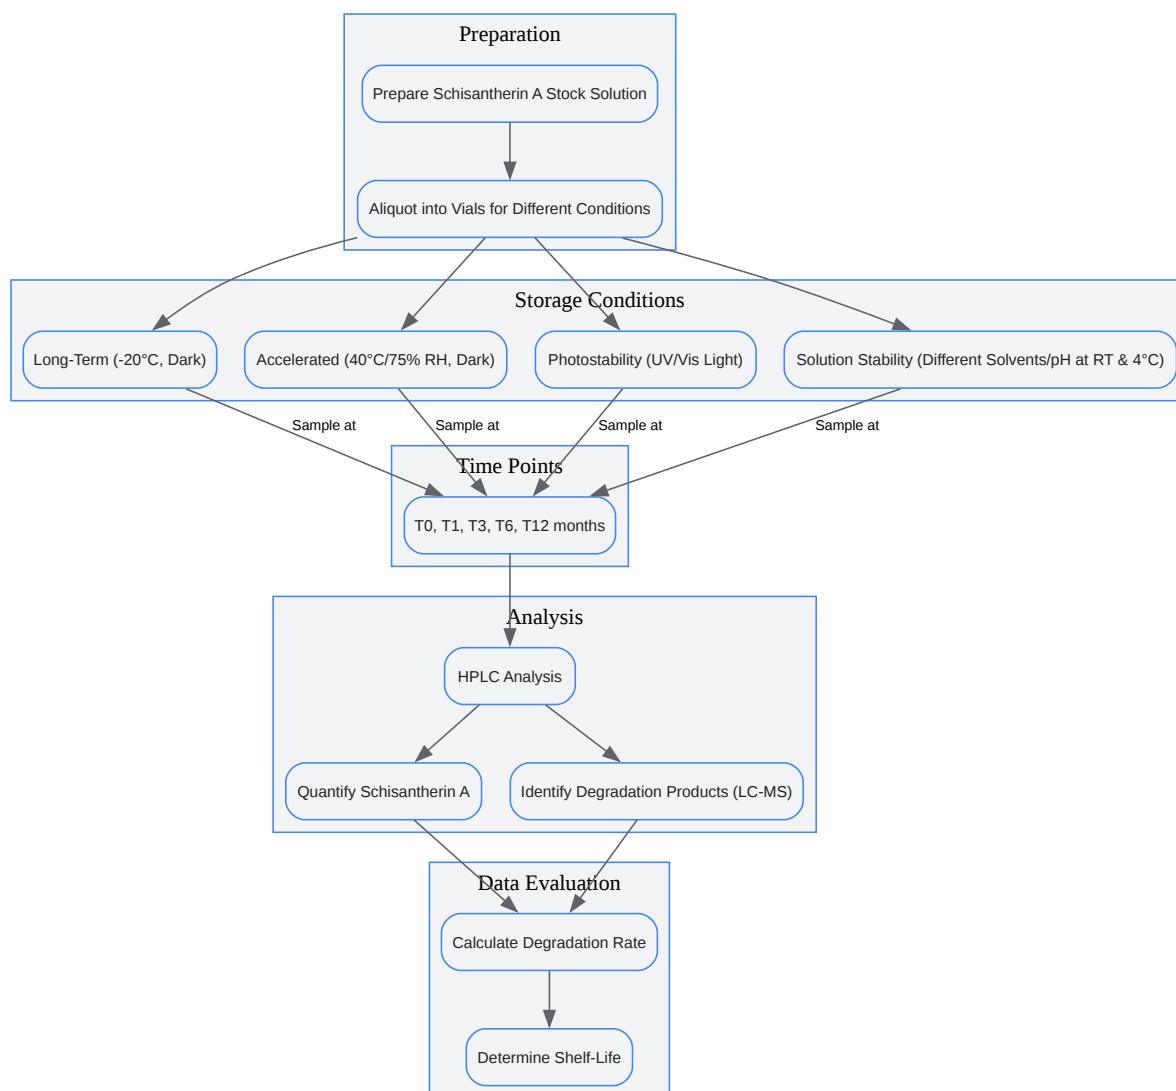 Preparation
Prepare Schisantherin A Stock Solution
Aliquot into Vials for Different Conditions
Storage Conditions
Long-Term (-20°C, Dark)
Accelerated (40°C/75% RH, Dark)
Photostability (UV/Vis Light)
Solution Stability (Different Solvents/pH at RT & 4°C)
Sample at
Sample at
Sample at
Sample at
Time Points
T0, T1, T3, T6, T12 months
Analysis
HPLC Analysis
Quantify Schisantherin A
Identify Degradation Products (LC-MS)
Data Evaluation
Calculate Degradation Rate
Determine Shelf-Life